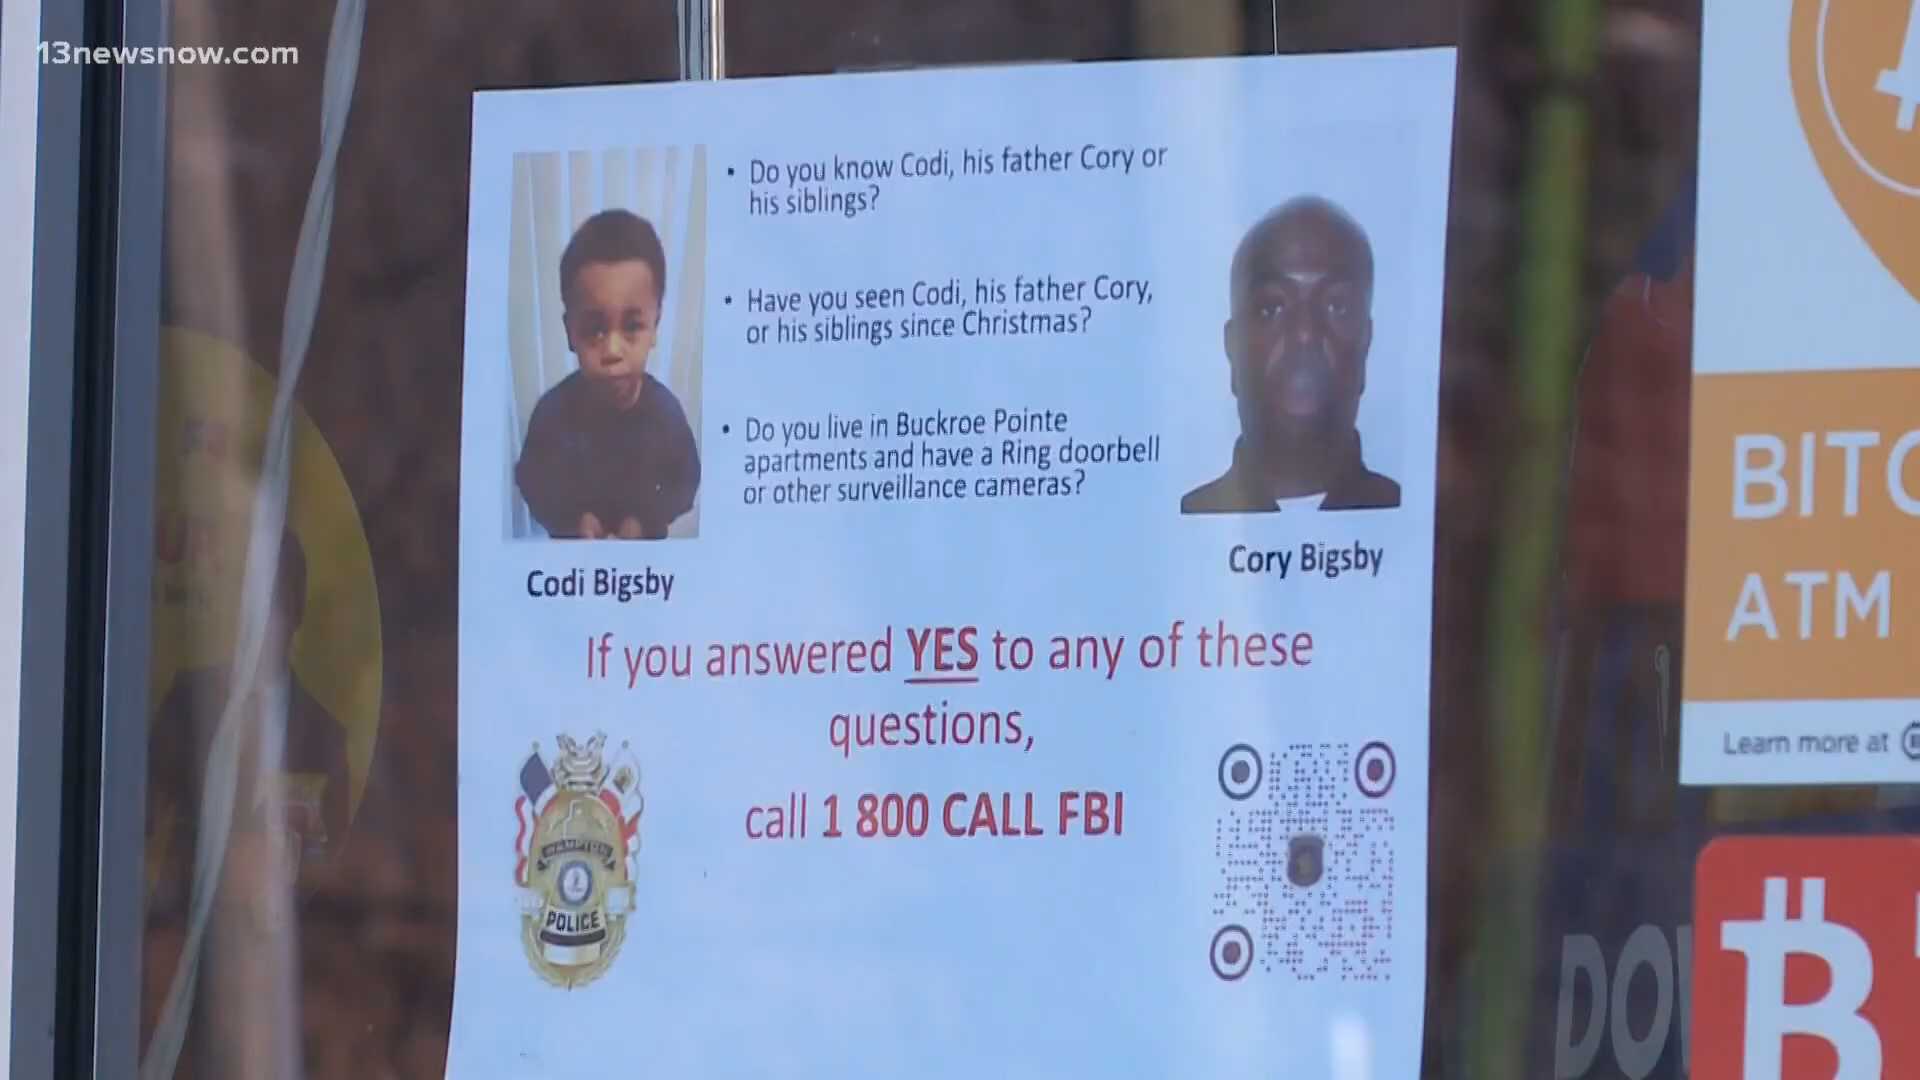 13newsnow.com
• Do you know Codi, his father Cory or
his siblings?
• Have you seen Codi, his father Cory,
or his siblings since Christmas?
• Do you live in Buckroe Pointe
apartments and have a Ring doorbell
or other surveillance cameras?
Codi Bigsby
Cory Bigsby
If you answered YES to any of these
questions,
call 1 800 CALL FBI
HAMPTON
POLICE
BITC
ATM
Learn more at
DO